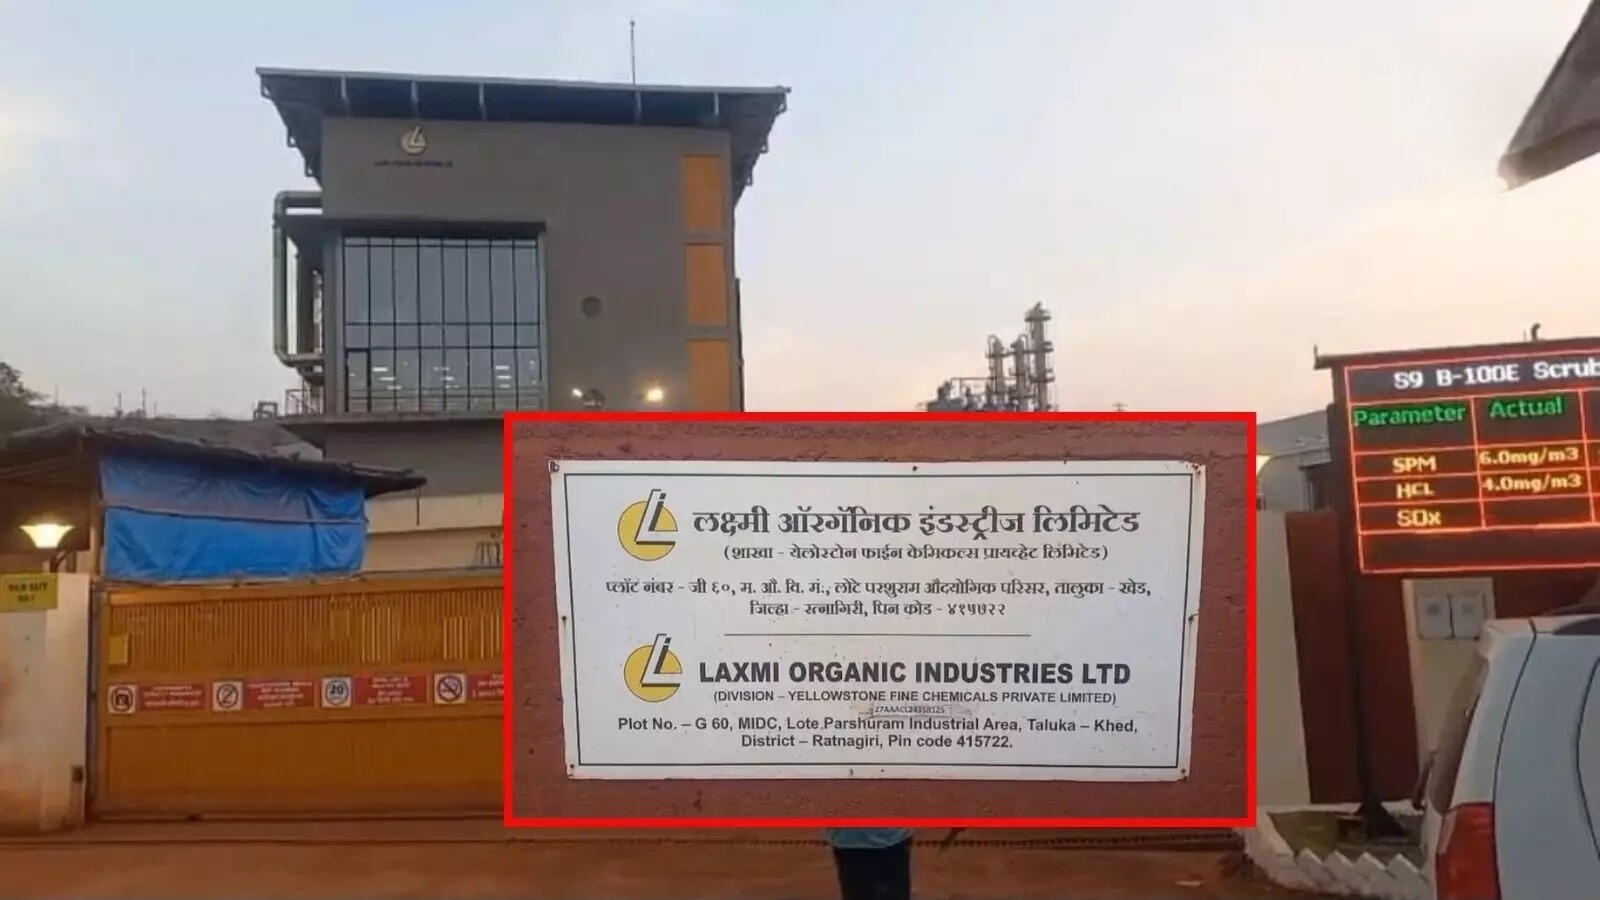 S9 B-100E Scrub
Parameter Actual
SPM 6.0mg/m3
HCL 4.0mg/m3
SOx
20
लक्ष्मी ऑरगॅनिक इंडस्ट्रीज लिमिटेड
(शाखा - येलोस्टोन फाईन केमिकल्स प्रायव्हेट लिमिटेड)
प्लॉट नंबर - जी ६०, म. औ. वि. मं., लोटे परशुराम औदयोगिक परिसर, तालुका - खेड,
जिल्हा - रत्नागिरी, पिन कोड - ४१५७२२
LAXMI ORGANIC INDUSTRIES LTD
(DIVISION – YELLOWSTONE FINE CHEMICALS PRIVATE LIMITED)
Plot No. – G 60, MIDC, Lote Parshuram Industrial Area, Taluka – Khed,
District – Ratnagiri, Pin code 415722.